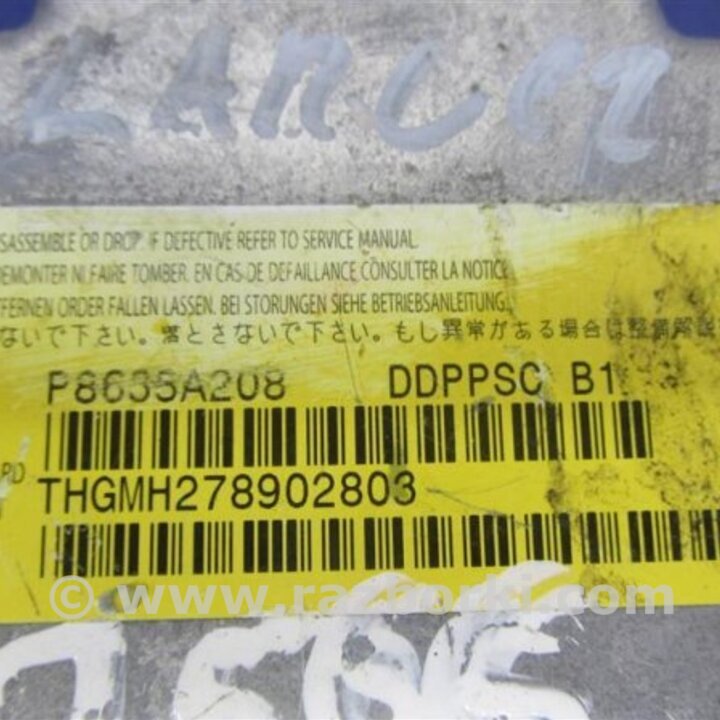 LANCER
SASSEMBLE OR DROP. IF DEFECTIVE REFER TO SERVICE MANUAL.
DEMONTER NI FAIRE TOMBER. EN CAS DE DEFAILLANCE CONSULTER LA NOTICE
FERNEN ORDER FALLEN LASSEN. BEI STORUNGEN SIEHE BETRIEBSANLEITUNG.
ないで下さい。落とさないで下さい。もし異常がある場合は整備解説
P8635A208 DDPPSC B1
THGMH278902803
© www.razborki.com